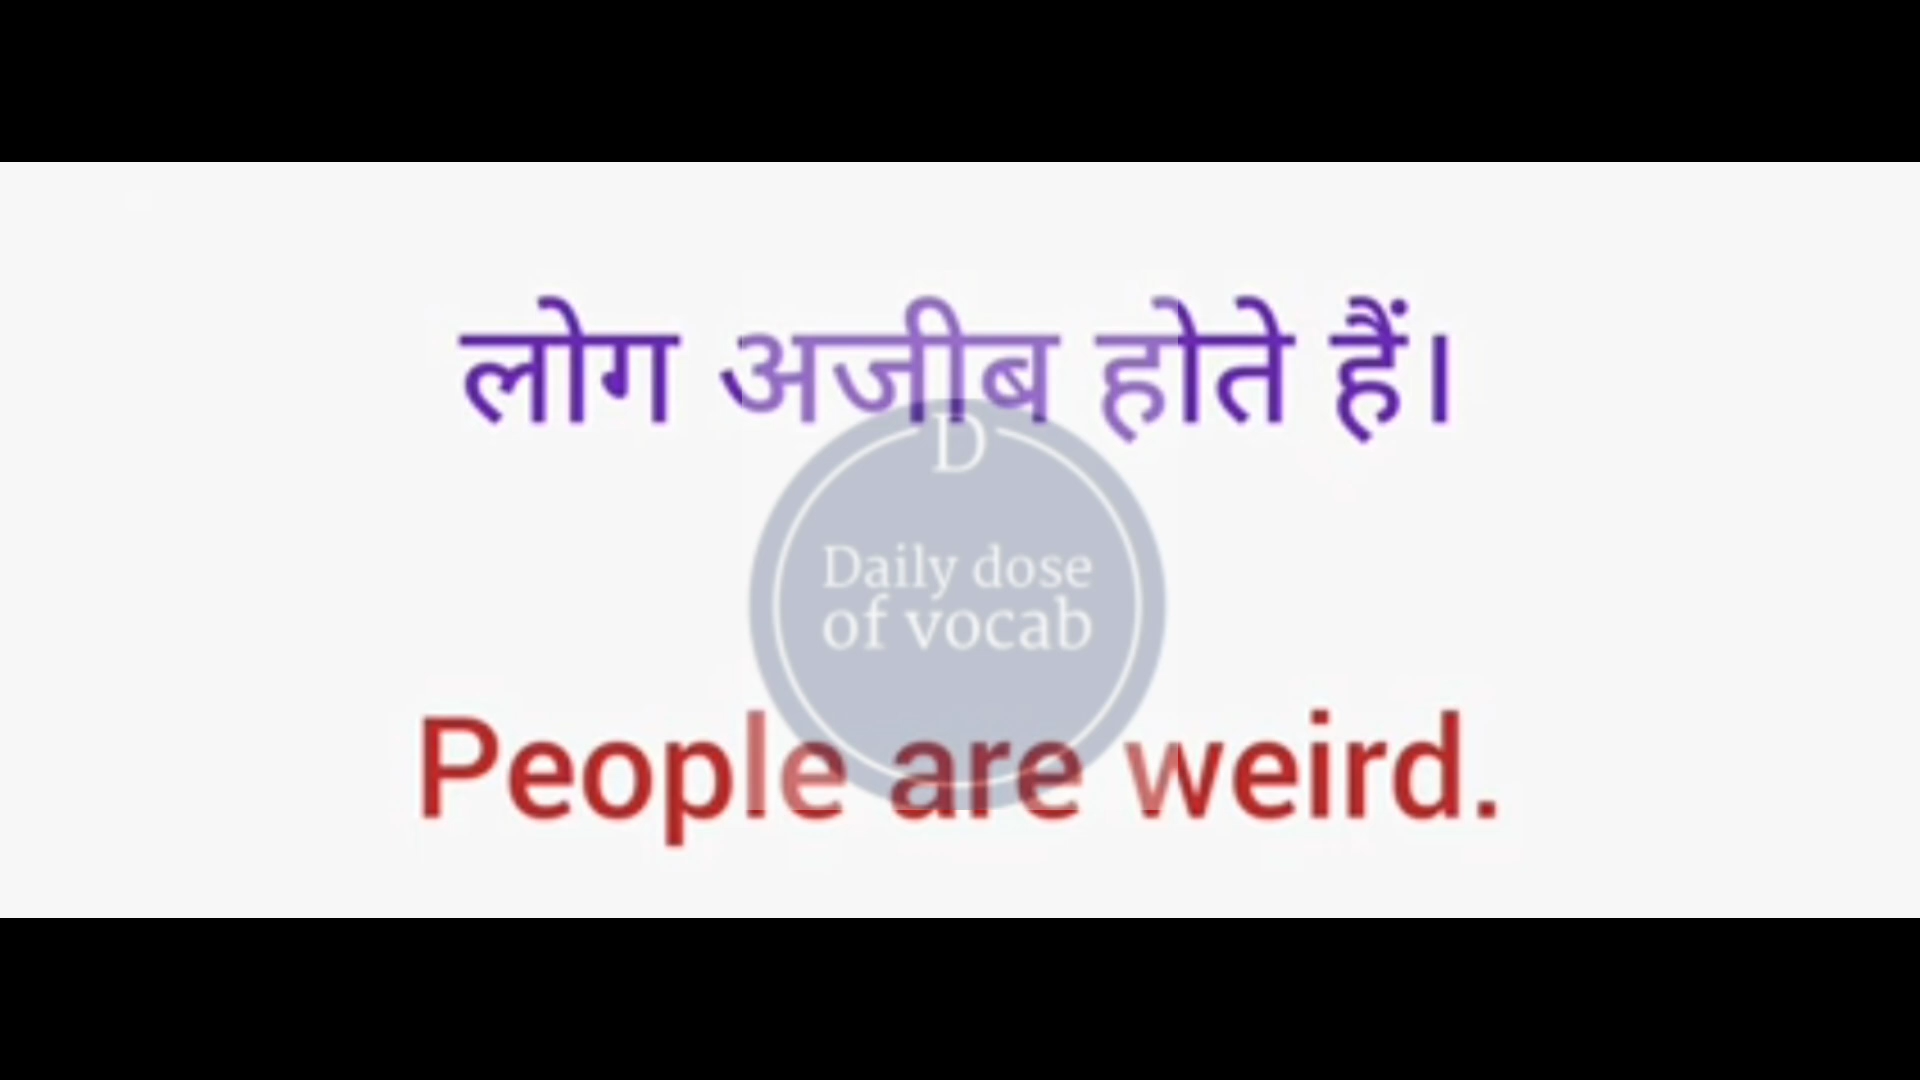 लोग अजीब होते हैं।
D
Daily dose
of vocab
People are weird.